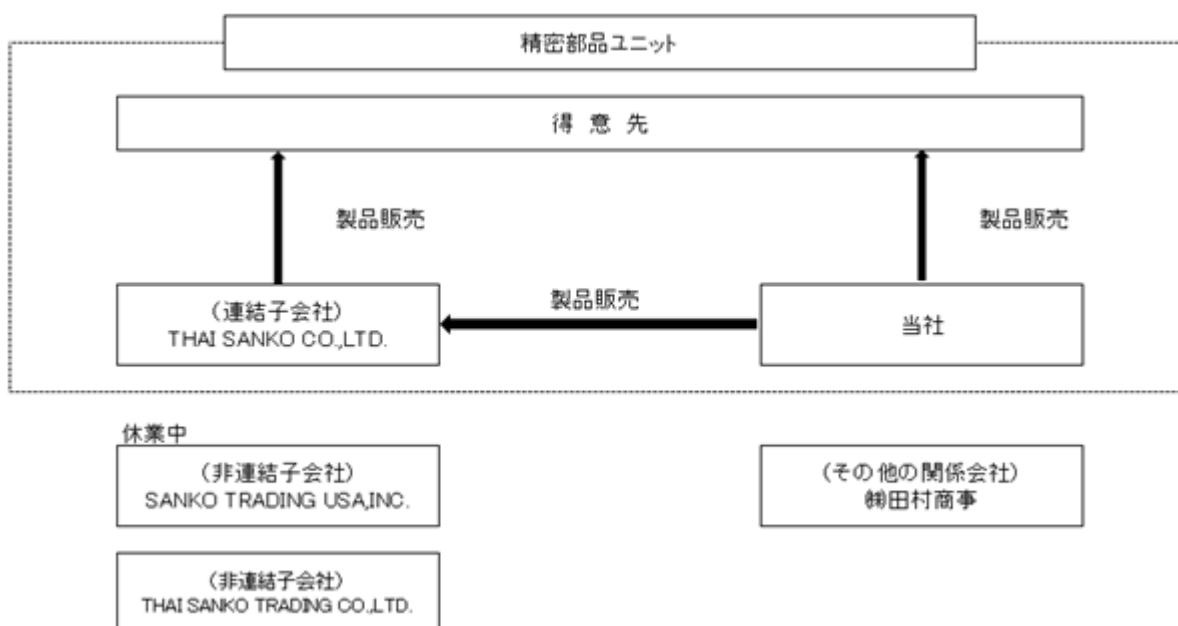 精密部品ユニット
得 意 先
製品販売
製品販売
製品販売
(連結子会社)
THAI SANKO CO.,LTD.
当社
休業中
(非連結子会社)
SANKO TRADING USA,INC.
(その他の関係会社)
㈱田村商事
(非連結子会社)
THAI SANKO TRADING CO.,LTD.